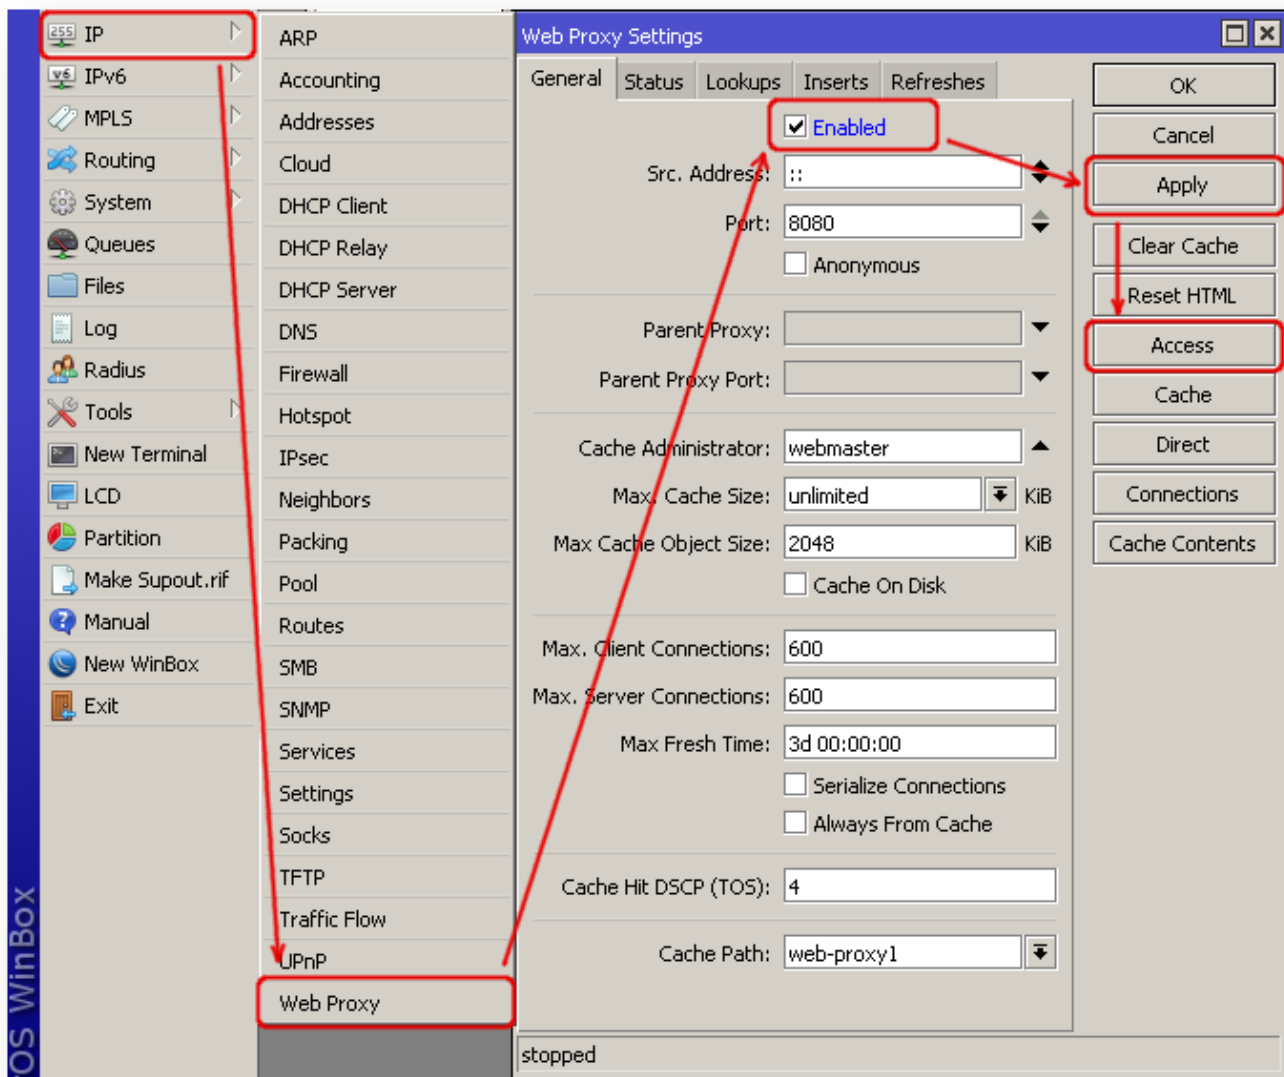 IP
IPv6
MPLS
Routing
System
Queues
Files
Log
Radius
Tools
New Terminal
LCD
Partition
Make Supout.rif
Manual
New WinBox
Exit
OS WinBox
ARP
Accounting
Addresses
Cloud
DHCP Client
DHCP Relay
DHCP Server
DNS
Firewall
Hotspot
IPsec
Neighbors
Packing
Pool
Routes
SMB
SNMP
Services
Settings
Socks
TFTP
Traffic Flow
UPnP
Web Proxy
Web Proxy Settings
General Status Lookups Inserts Refreshes
Enabled
Src. Address: ::
Port: 8080
Anonymous
Parent Proxy:
Parent Proxy Port:
Cache Administrator: webmaster
Max. Cache Size: unlimited KiB
Max Cache Object Size: 2048 KiB
Cache On Disk
Max. Client Connections: 600
Max. Server Connections: 600
Max Fresh Time: 3d 00:00:00
Serialize Connections
Always From Cache
Cache Hit DSCP (TOS): 4
Cache Path: web-proxy1
OK
Cancel
Apply
Clear Cache
Reset HTML
Access
Cache
Direct
Connections
Cache Contents
stopped